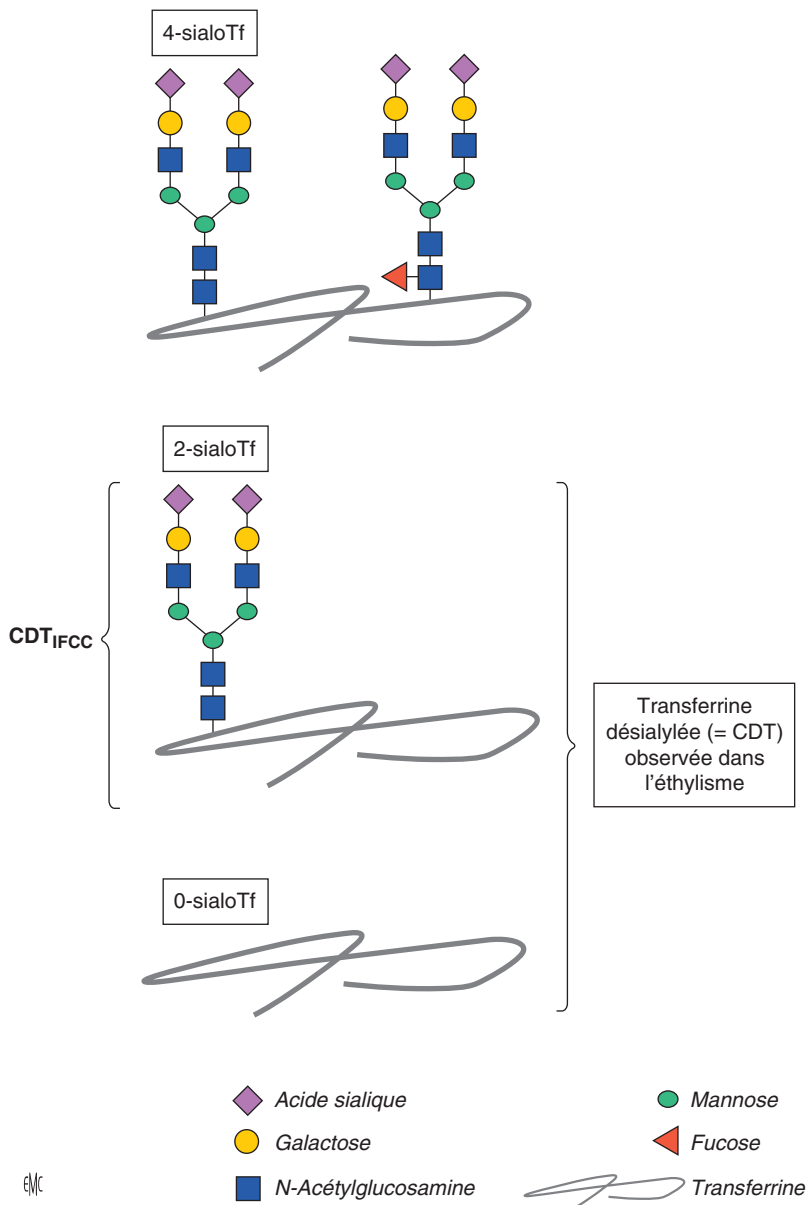 4-sialoTf
2-sialoTf
CDTIFCC
Transferrine
désialylée (= CDT)
observée dans
l'éthylisme
0-sialoTf
Acide sialique
Mannose
Galactose
Fucose
N-Acétylglucosamine
Transferrine
EMC